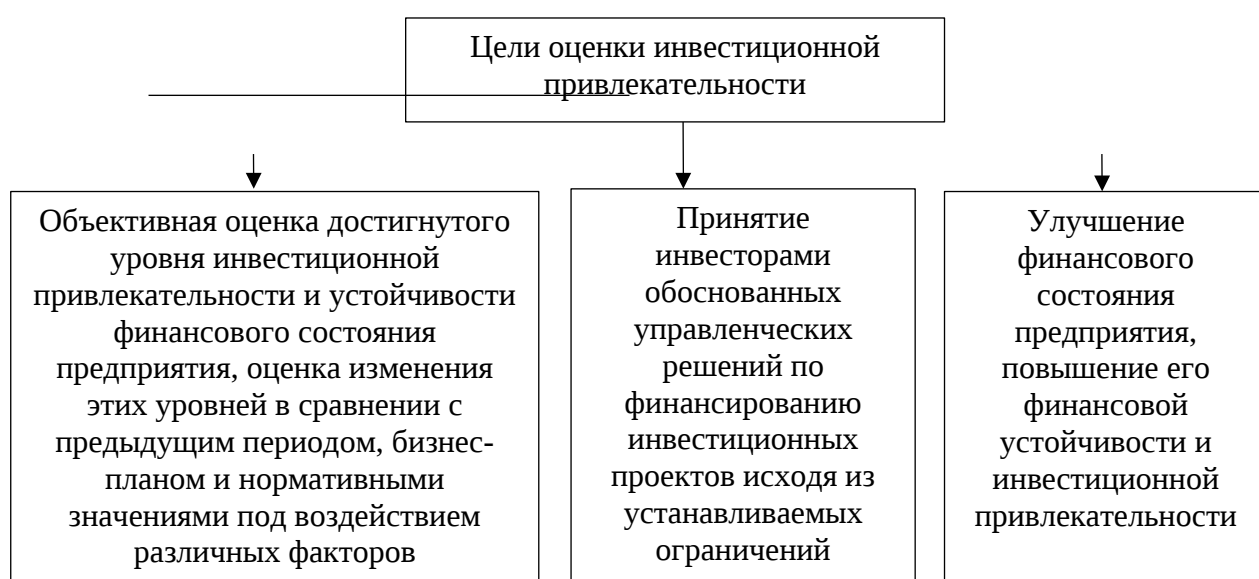 Цели оценки инвестиционной
привлекательности
Объективная оценка достигнутого
уровня инвестиционной
привлекательности и устойчивости
финансового состояния
предприятия, оценка изменения
этих уровней в сравнении с
предыдущим периодом, бизнес-
планом и нормативными
значениями под воздействием
различных факторов
Принятие
инвесторами
обоснованных
управленческих
решений по
финансированию
инвестиционных
проектов исходя из
устанавливаемых
ограничений
Улучшение
финансового
состояния
предприятия,
повышение его
финансовой
устойчивости и
инвестиционной
привлекательности